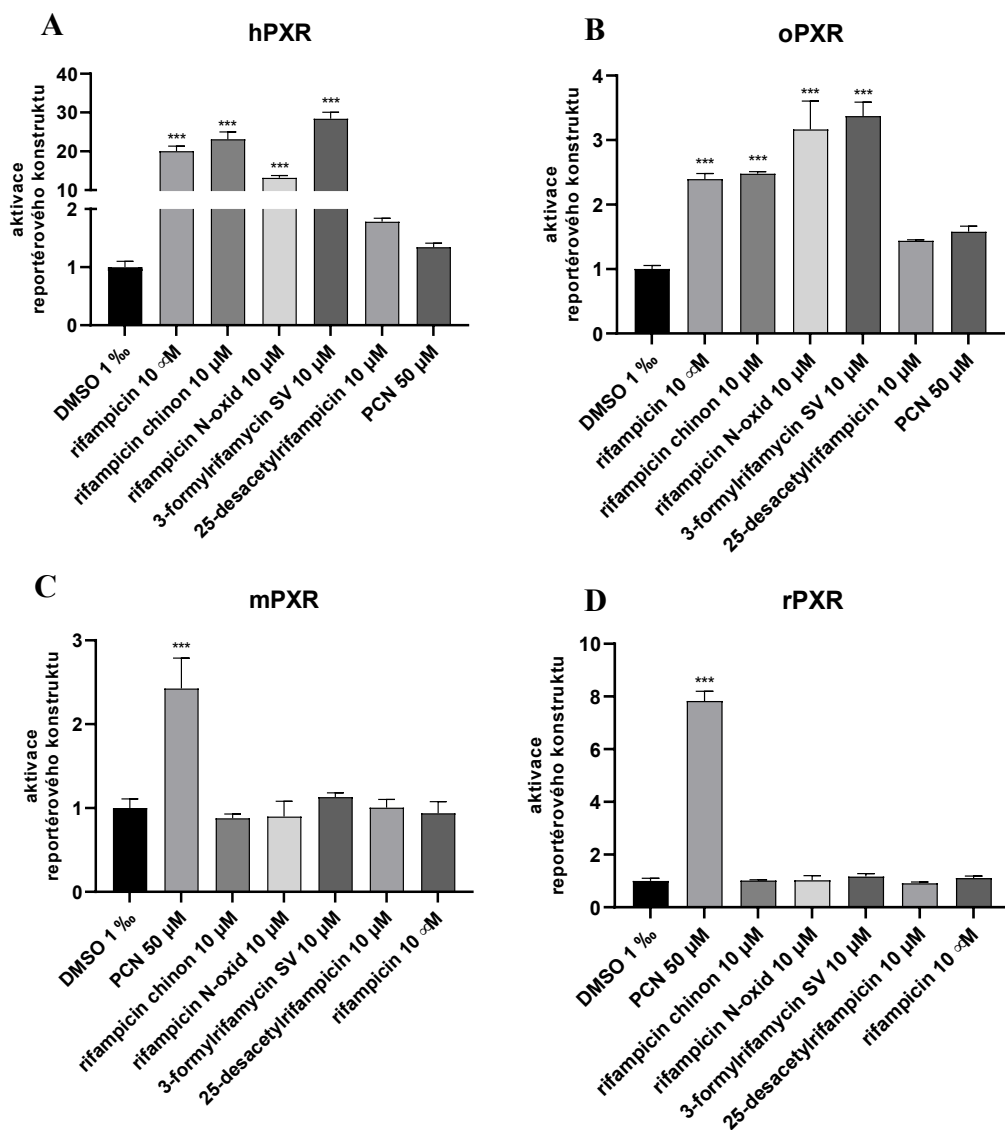 A
hPXR
aktivace
reportérového konstruktu
40
30
20
10
2
1
0
***
***
***
***
DMSO 1 ‰
rifampicin 10 ∝M
rifampicin chinon 10 µM
rifampicin N-oxid 10 µM
3-formylrifamycin SV 10 µM
25-desacetylrifampicin 10 µM
PCN 50 µM
B
oPXR
aktivace
reportérového konstruktu
4
3
2
1
0
***
***
***
***
DMSO 1 ‰
rifampicin 10 ∝M
rifampicin chinon 10 µM
rifampicin N-oxid 10 µM
3-formylrifamycin SV 10 µM
25-desacetylrifampicin 10 µM
PCN 50 µM
C
mPXR
aktivace
reportérového konstruktu
3
2
1
0
***
DMSO 1 ‰
PCN 50 µM
rifampicin chinon 10 µM
rifampicin N-oxid 10 µM
3-formylrifamycin SV 10 µM
25-desacetylrifampicin 10 µM
rifampicin 10 ∝M
D
rPXR
aktivace
reportérového konstruktu
10
8
6
4
2
0
***
DMSO 1 ‰
PCN 50 µM
rifampicin chinon 10 µM
rifampicin N-oxid 10 µM
3-formylrifamycin SV 10 µM
25-desacetylrifampicin 10 µM
rifampicin 10 ∝M